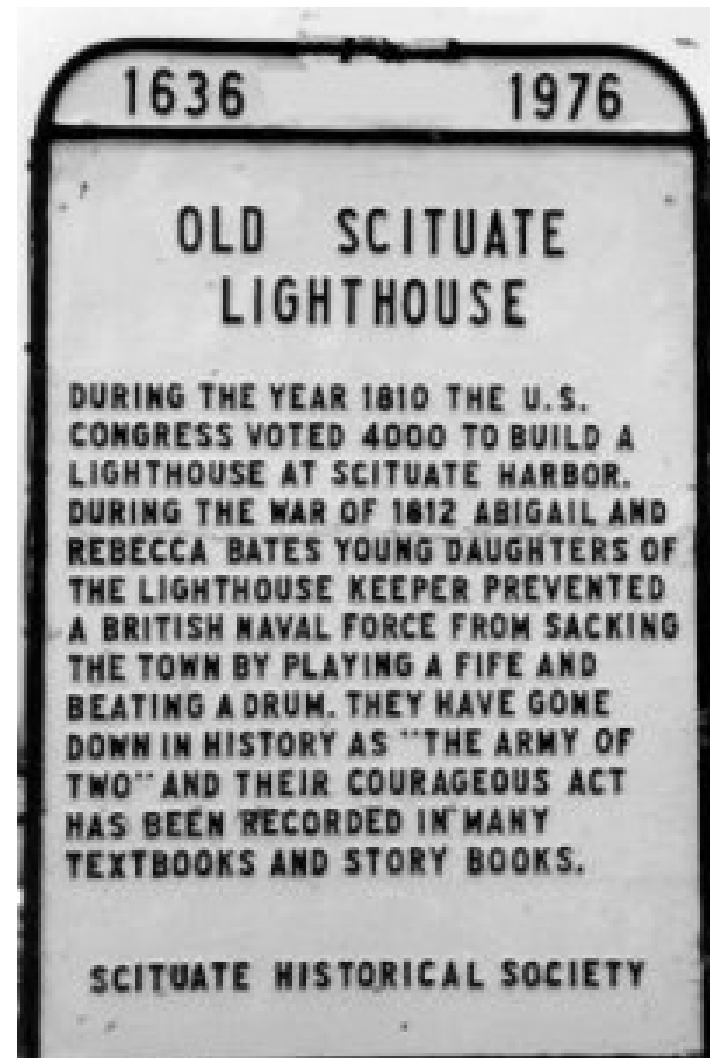 1636 1976
OLD SCITUATE
LIGHTHOUSE
DURING THE YEAR 1810 THE U.S.
CONGRESS VOTED 4000 TO BUILD A
LIGHTHOUSE AT SCITUATE HARBOR.
DURING THE WAR OF 1812 ABIGAIL AND
REBECCA BATES YOUNG DAUGHTERS OF
THE LIGHTHOUSE KEEPER PREVENTED
A BRITISH NAVAL FORCE FROM SACKING
THE TOWN BY PLAYING A FIFE AND
BEATING A DRUM. THEY HAVE GONE
DOWN IN HISTORY AS "THE ARMY OF
TWO" AND THEIR COURAGEOUS ACT
HAS BEEN RECORDED IN MANY
TEXTBOOKS AND STORY BOOKS.
SCITUATE HISTORICAL SOCIETY